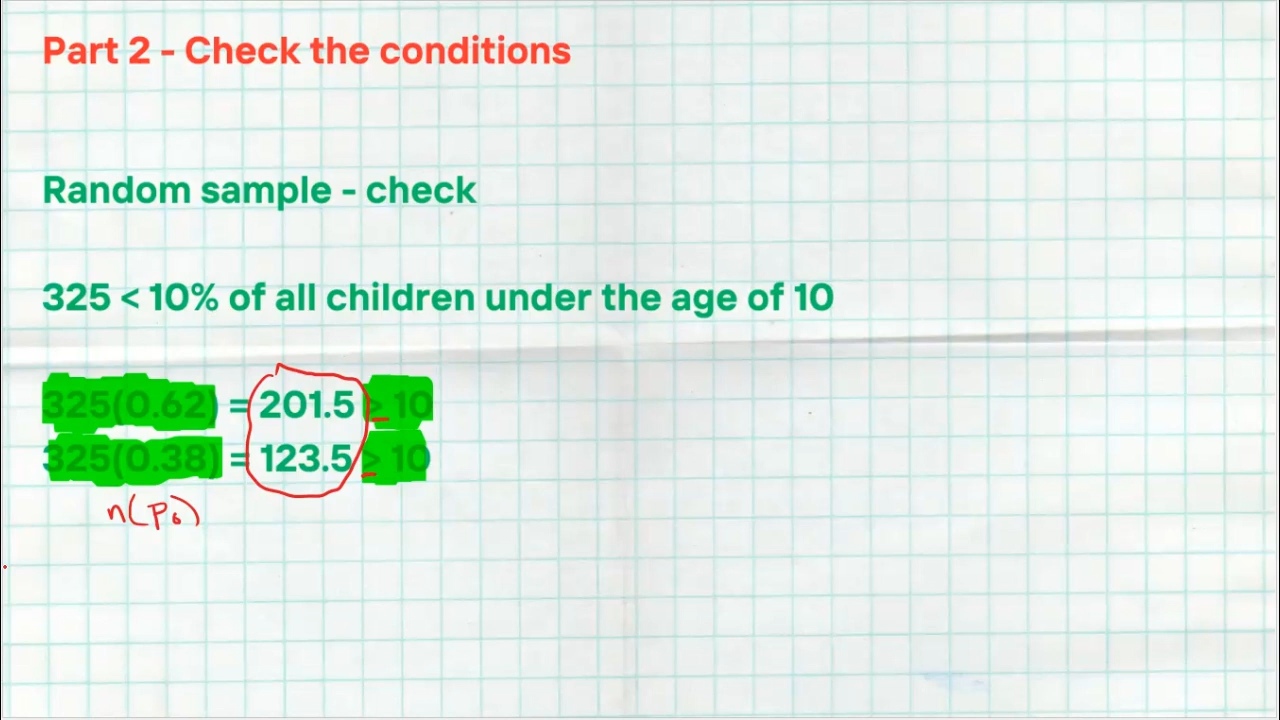 Part 2 - Check the conditions
Random sample - check
325 < 10% of all children under the age of 10
325(0.62) = 201.5 ≥ 10
325(0.38) = 123.5 ≥ 10
n(p₀)